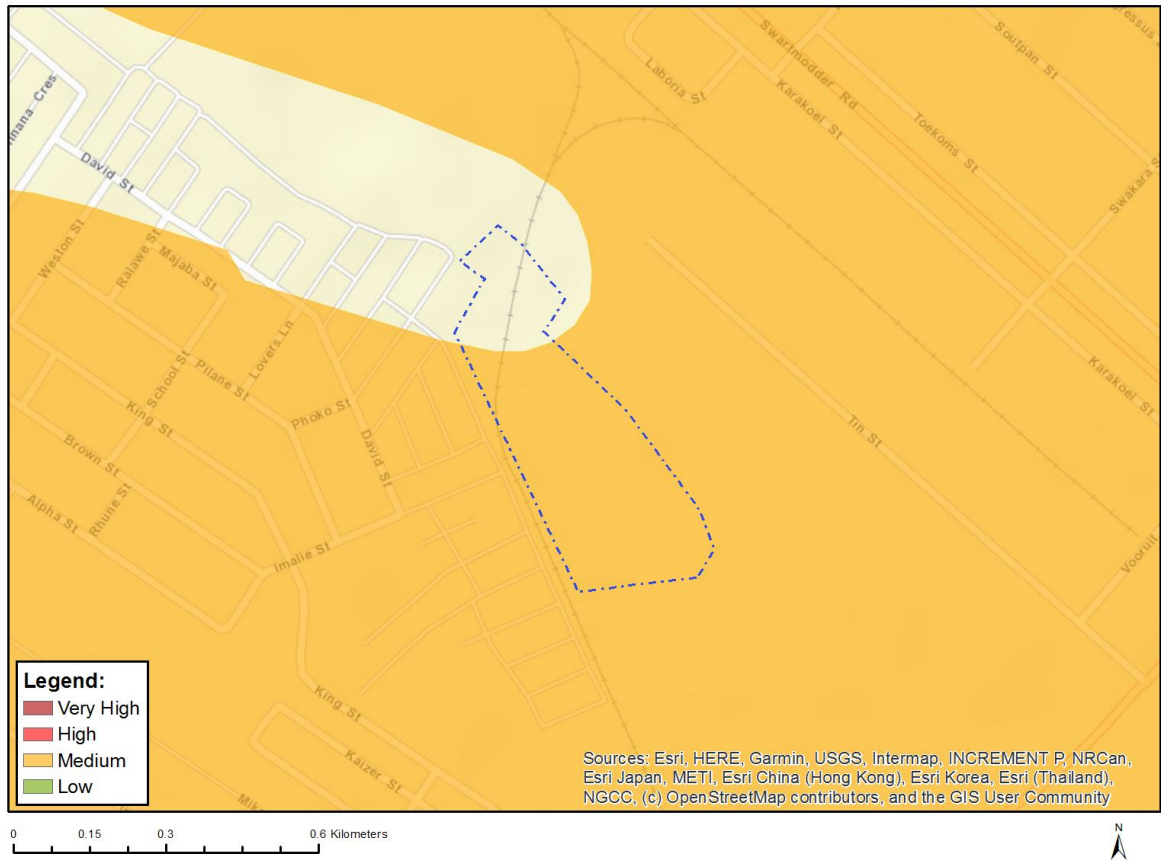 Soutpan St
Swartmodder Rd
Laboria St
Karakoel St
Toekoms St
David St
Weston St
Ralawe St
Majaba St
Lovers Ln
School St
Pilane St
King St
Phoko St
David St
Brown St
Rhune St
Alpha St
Imalie St
Karakoel St
Tin St
King St
Kaizer St
Legend:
Very High
High
Medium
Low
Sources: Esri, HERE, Garmin, USGS, Intermap, INCREMENT P, NRCan,
Esri Japan, METI, Esri China (Hong Kong), Esri Korea, Esri (Thailand),
NGCC, (c) OpenStreetMap contributors, and the GIS User Community
0 0.15 0.3 0.6 Kilometers
N